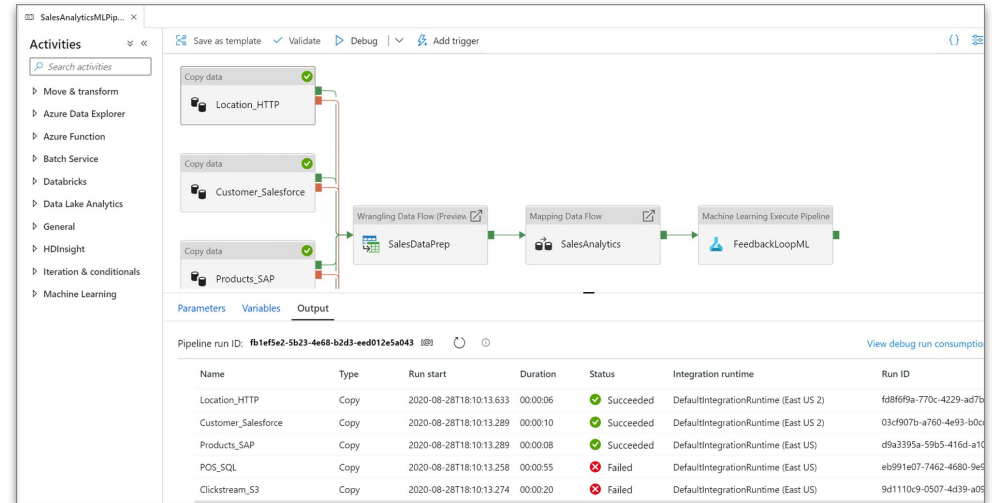 SalesAnalyticsMLPip...
Activities
Search activities
Move & transform
Azure Data Explorer
Azure Function
Batch Service
Databricks
Data Lake Analytics
General
HDInsight
Iteration & conditionals
Machine Learning
Save as template Validate Debug Add trigger
Copy data
Location_HTTP
Copy data
Customer_Salesforce
Copy data
Products_SAP
Wrangling Data Flow (Preview
SalesDataPrep
Mapping Data Flow
SalesAnalytics
Machine Learning Execute Pipeline
FeedbackLoopML
Parameters Variables Output
Pipeline run ID: fb1ef5e2-5b23-4e68-b2d3-eed012e5a043
View debug run consumptio
Name Type Run start Duration Status Integration runtime Run ID
Location_HTTP Copy 2020-08-28T18:10:13.633 00:00:06 Succeeded DefaultIntegrationRuntime (East US 2) fd8f6f9a-770c-4229-ad7b
Customer_Salesforce Copy 2020-08-28T18:10:13.289 00:00:10 Succeeded DefaultIntegrationRuntime (East US 2) 03cf907b-a760-4e93-b0c
Products_SAP Copy 2020-08-28T18:10:13.289 00:00:08 Succeeded DefaultIntegrationRuntime (East US) d9a3395a-59b5-416d-a10
POS_SQL Copy 2020-08-28T18:10:13.258 00:00:55 Failed DefaultIntegrationRuntime (East US) eb991e07-7462-4680-9e9
Clickstream_S3 Copy 2020-08-28T18:10:13.274 00:00:20 Failed DefaultIntegrationRuntime (East US) 9d1110c9-0507-4d39-a09